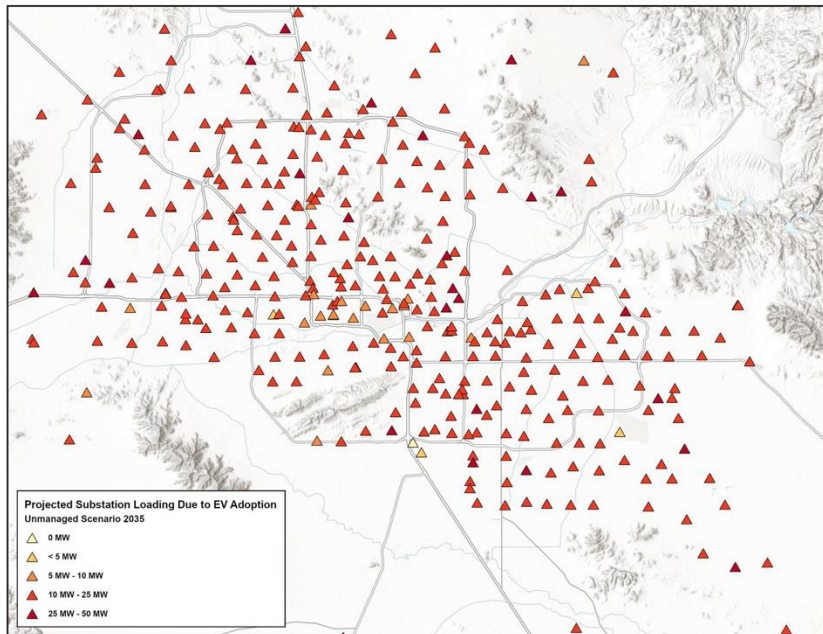 Projected Substation Loading Due to EV Adoption
Unmanaged Scenario 2035
0 MW
< 5 MW
5 MW - 10 MW
10 MW - 25 MW
25 MW - 50 MW